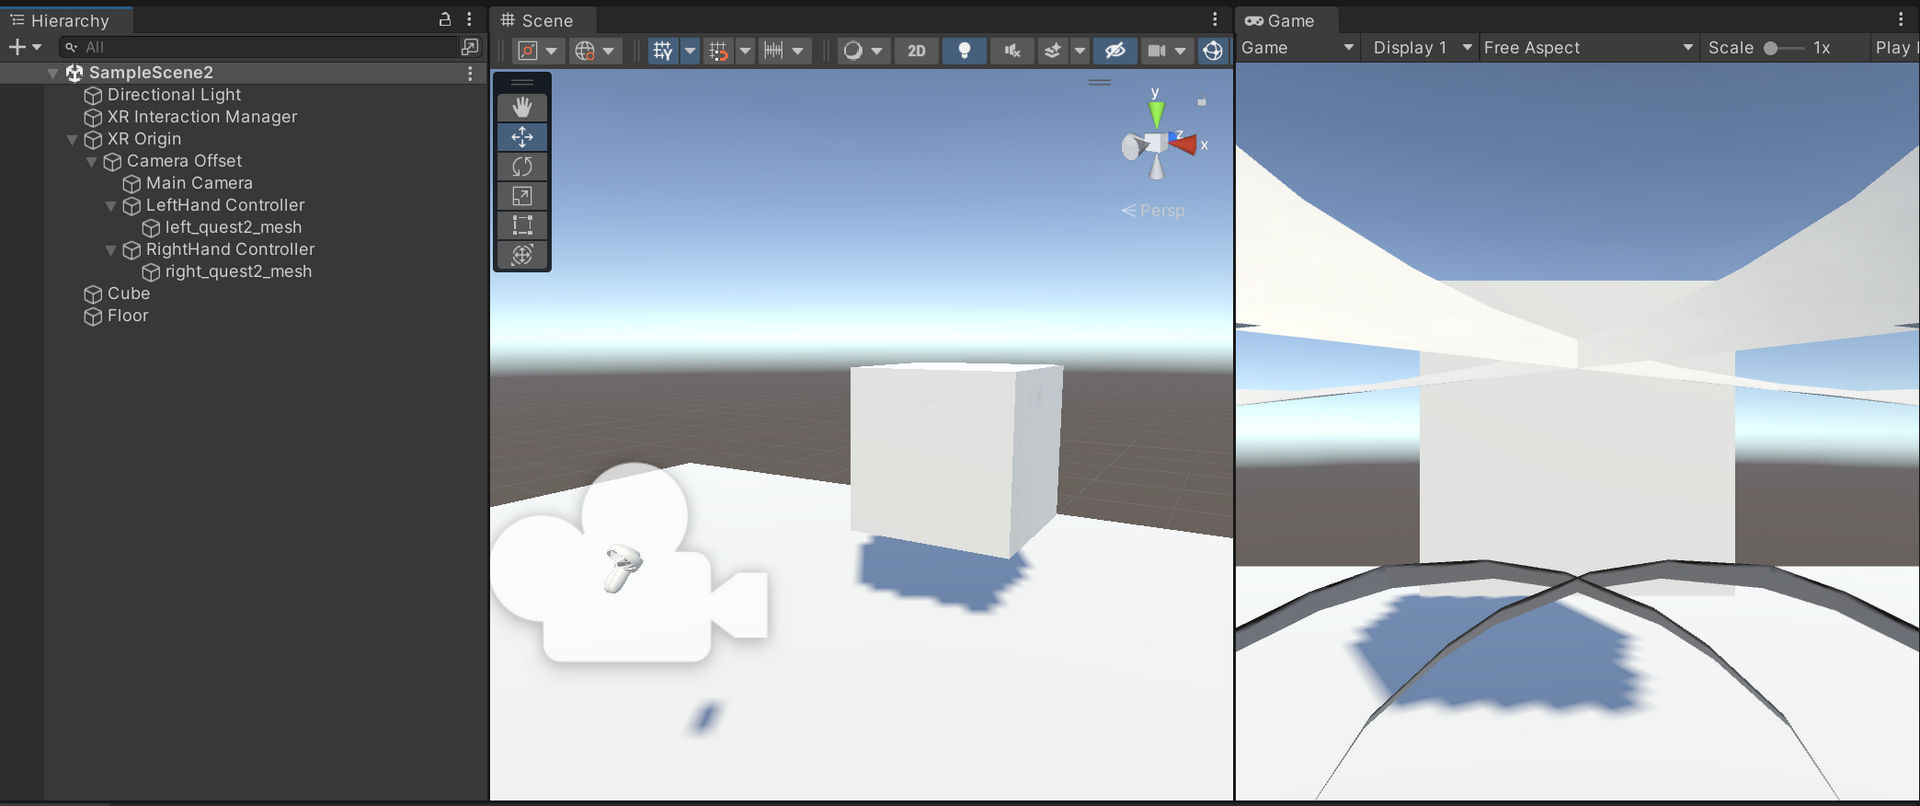 Hierarchy
All
SampleScene2
Directional Light
XR Interaction Manager
XR Origin
Camera Offset
Main Camera
LeftHand Controller
left_quest2_mesh
RightHand Controller
right_quest2_mesh
Cube
Floor
Scene
2D
y
z
x
Persp
Game
Game
Display 1
Free Aspect
Scale
1x
Play